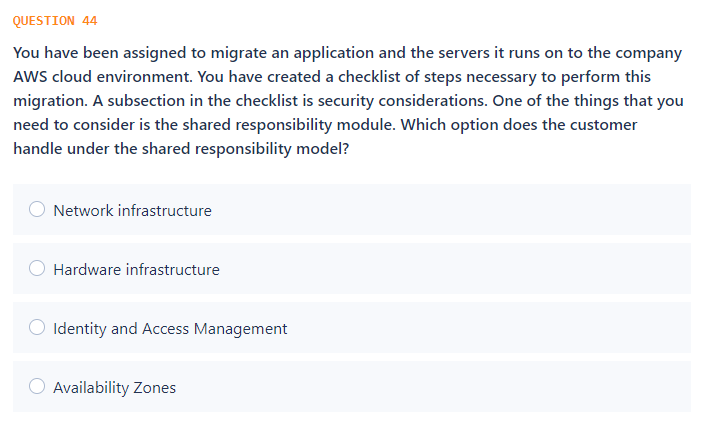 QUESTION 44
You have been assigned to migrate an application and the servers it runs on to the company
AWS cloud environment. You have created a checklist of steps necessary to perform this
migration. A subsection in the checklist is security considerations. One of the things that you
need to consider is the shared responsibility module. Which option does the customer
handle under the shared responsibility model?
Network infrastructure
Hardware infrastructure
Identity and Access Management
Availability Zones